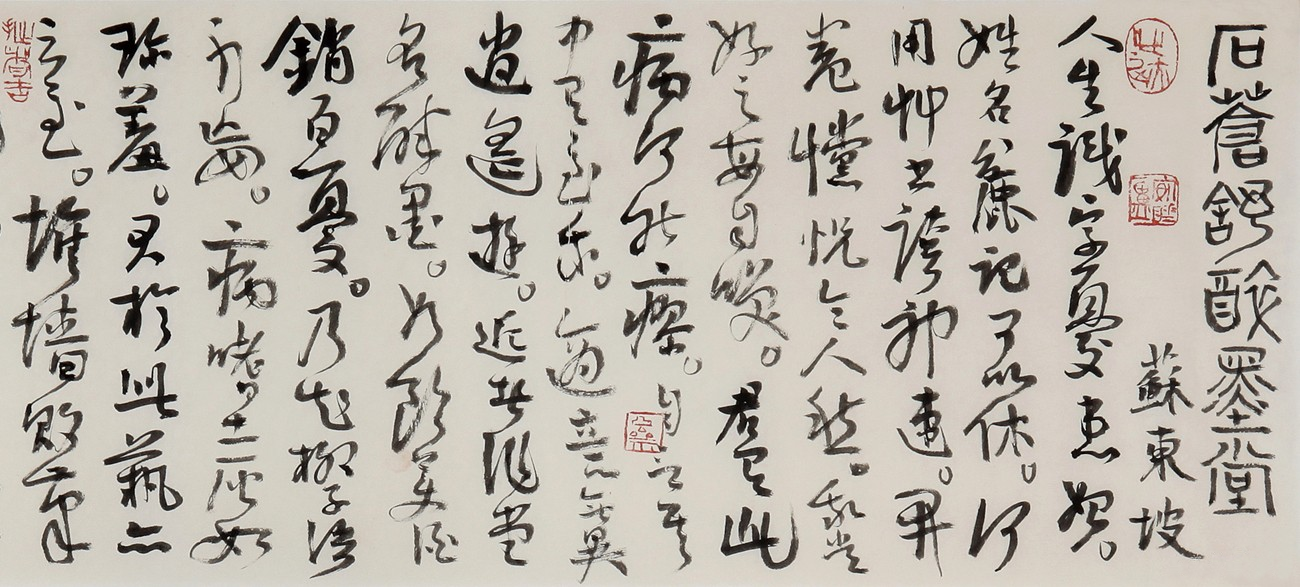 石蒼舒醉墨堂
蘇東坡
人生識字憂患始。
姓名麤記可以休。何
用艸書誇神速。開
卷戃怳令人愁。我嘗
好之每自笑。君有此
病何能瘳。自言其
中有至樂。適意無異
逍遙遊。近者作堂
名醉墨。如飲美酒
銷百憂。乃知柳子語
不妄。病嗜土炭如
珍羞。君於此藝亦
云至。堆牆敗筆